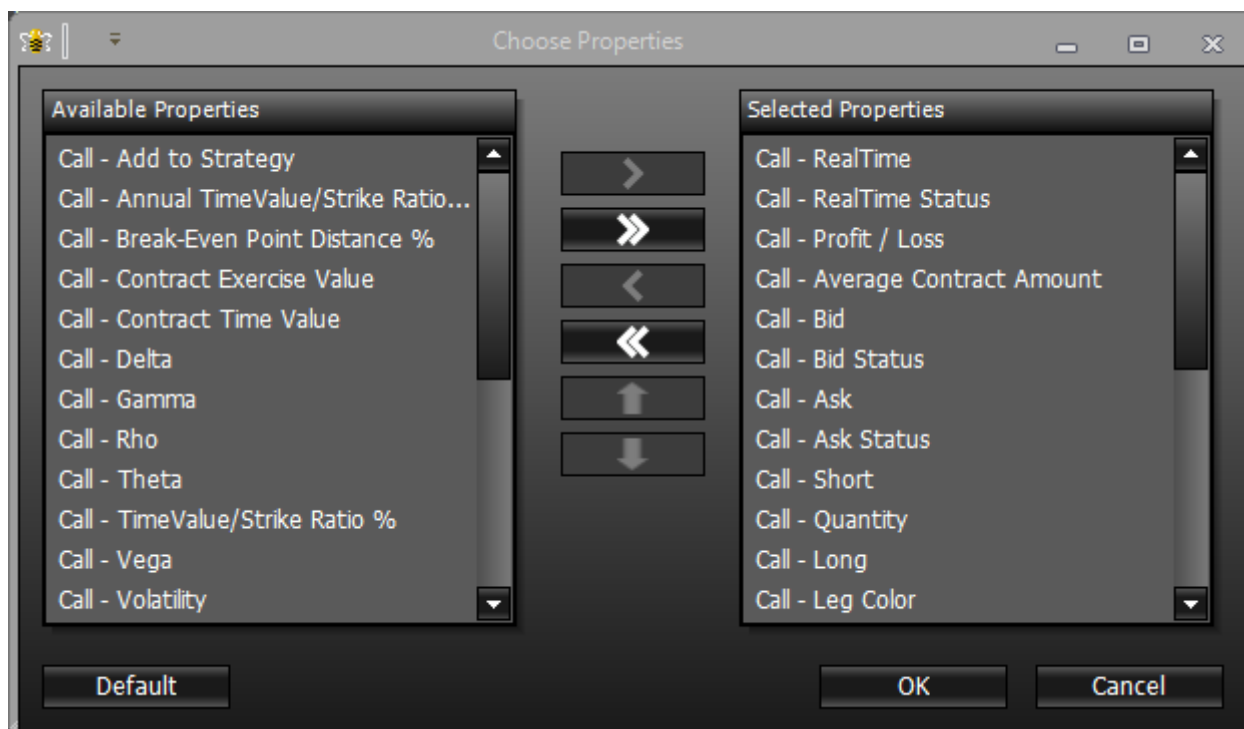 Choose Properties
Available Properties
Call - Add to Strategy
Call - Annual TimeValue/Strike Ratio...
Call - Break-Even Point Distance %
Call - Contract Exercise Value
Call - Contract Time Value
Call - Delta
Call - Gamma
Call - Rho
Call - Theta
Call - TimeValue/Strike Ratio %
Call - Vega
Call - Volatility
Selected Properties
Call - RealTime
Call - RealTime Status
Call - Profit / Loss
Call - Average Contract Amount
Call - Bid
Call - Bid Status
Call - Ask
Call - Ask Status
Call - Short
Call - Quantity
Call - Long
Call - Leg Color
Default
OK
Cancel